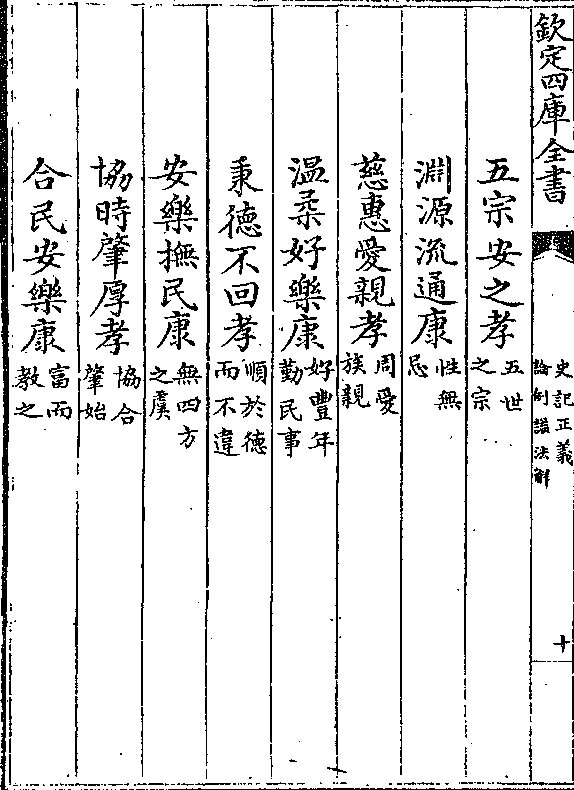 欽定四庫全書
史記正義
論例諡法解
十
五宗安之孝五世之宗
淵源流通康性無忌
慈惠愛親孝周愛族親
温柔好樂康好豐年勤民事
秉德不回孝順於德而不違
安樂撫民康無四方之虞
協時肇厚孝協合肇始
合民安樂康富而教之